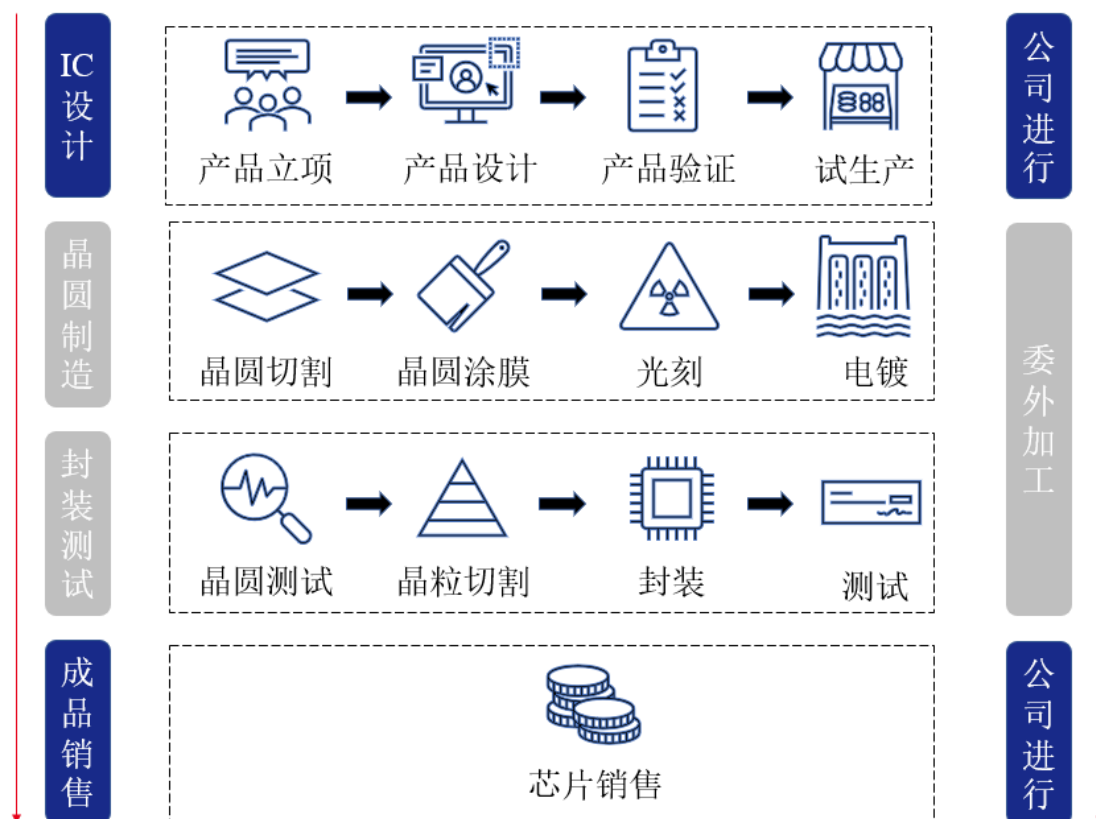 IC设计
产品立项
产品设计
产品验证
试生产
公司进行
晶圆制造
晶圆切割
晶圆涂膜
光刻
电镀
委外加工
封装测试
晶圆测试
晶粒切割
封装
测试
成品销售
芯片销售
公司进行